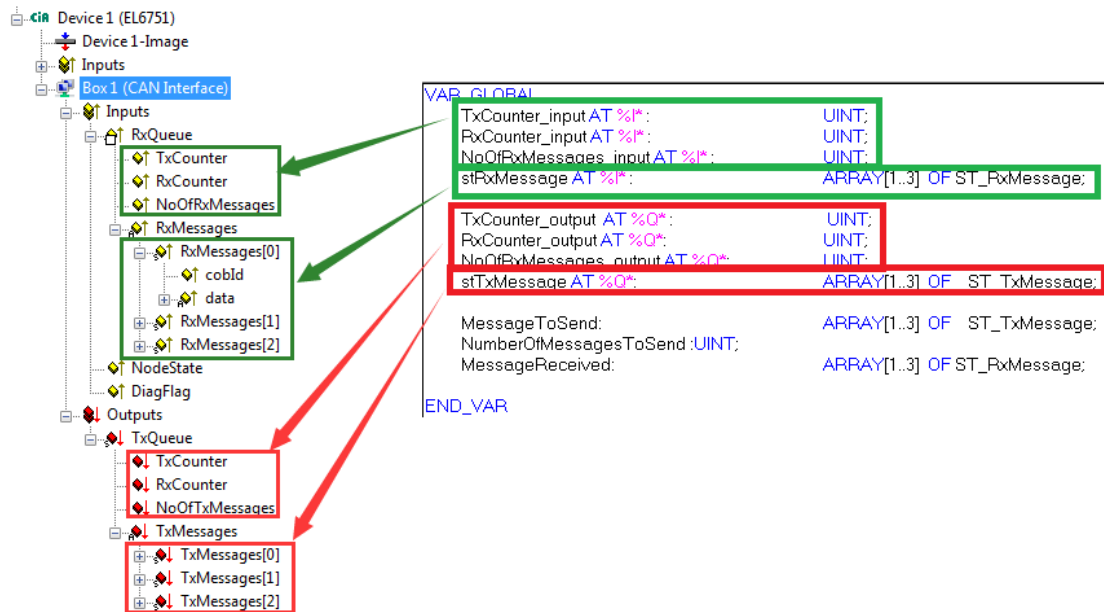 CiA Device 1 (EL6751)
Device 1-Image
Inputs
Box 1 (CAN Interface)
Inputs
RxQueue
TxCounter
RxCounter
NoOfRxMessages
RxMessages
RxMessages[0]
cobId
data
RxMessages[1]
RxMessages[2]
NodeState
DiagFlag
Outputs
TxQueue
TxCounter
RxCounter
NoOfTxMessages
TxMessages
TxMessages[0]
TxMessages[1]
TxMessages[2]
VAR_GLOBAL
TxCounter_input AT %I*: UINT;
RxCounter_input AT %I*: UINT;
NoOfRxMessages_input AT %I*: UINT;
stRxMessage AT %I*: ARRAY[1..3] OF ST_RxMessage;
TxCounter_output AT %Q*: UINT;
RxCounter_output AT %Q*: UINT;
NoOfRxMessages_output AT %Q*: UINT;
stTxMessage AT %Q*: ARRAY[1..3] OF ST_TxMessage;
MessageToSend: ARRAY[1..3] OF ST_TxMessage;
NumberOfMessagesToSend :UINT;
MessageReceived: ARRAY[1..3] OF ST_RxMessage;
END_VAR